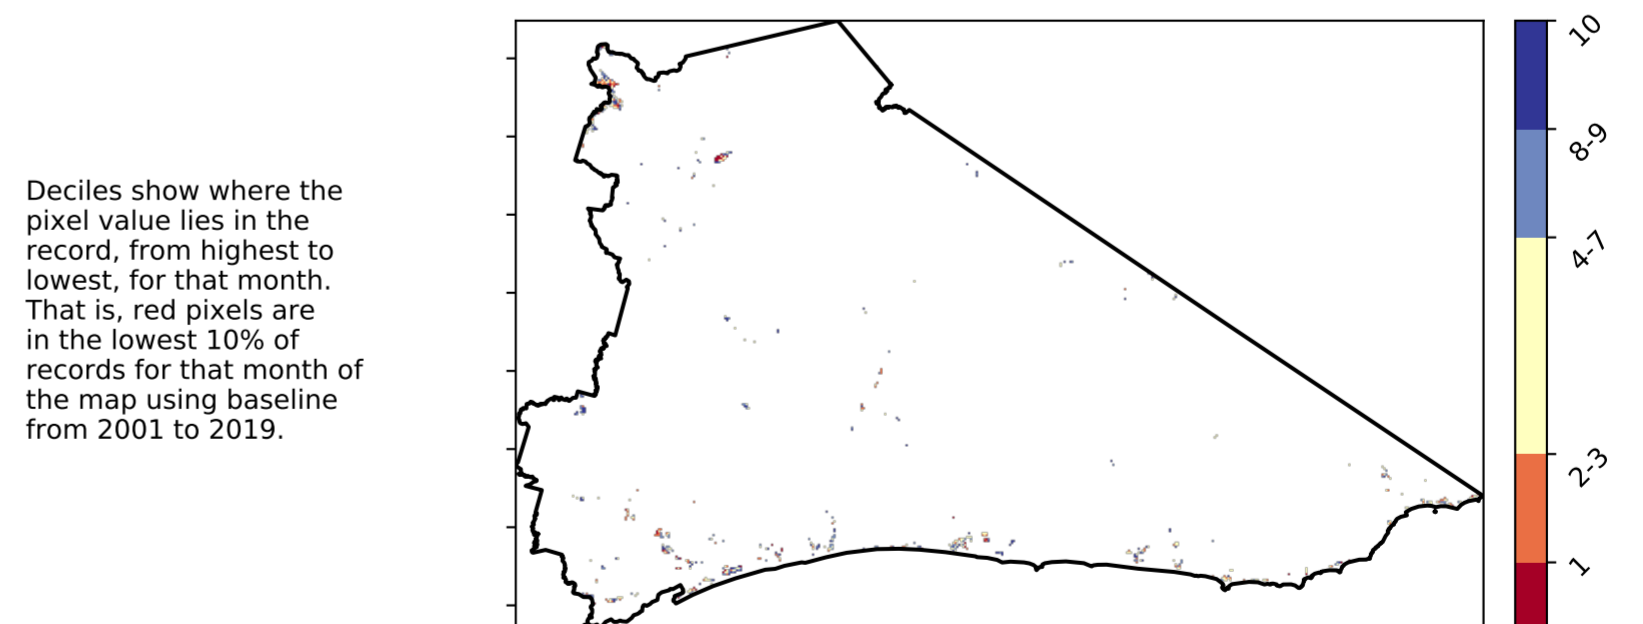 Deciles show where the
pixel value lies in the
record, from highest to
lowest, for that month.
That is, red pixels are
in the lowest 10% of
records for that month of
the map using baseline
from 2001 to 2019.
10
8-9
4-7
2-3
1